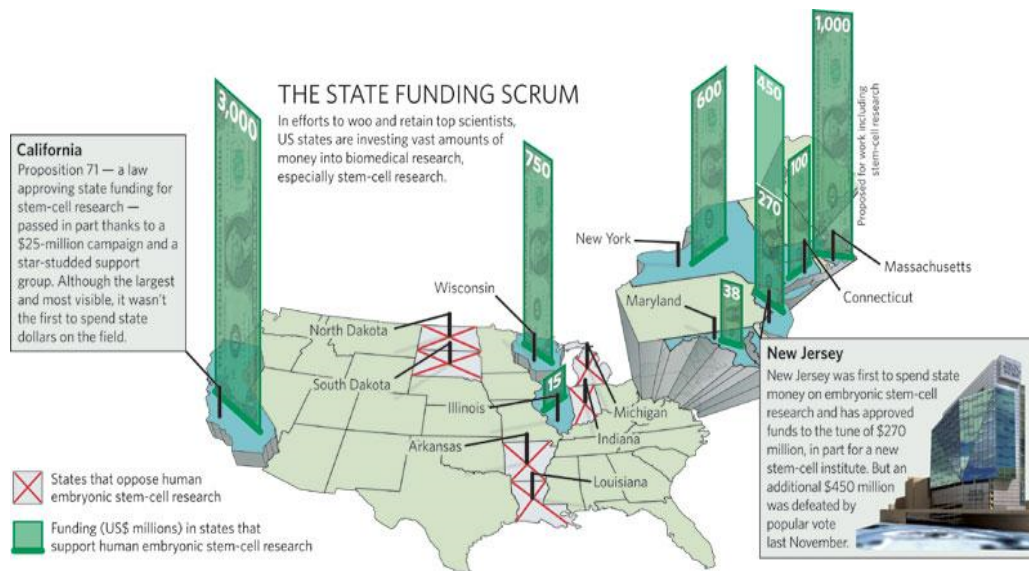 THE STATE FUNDING SCRUM
In efforts to woo and retain top scientists,
US states are investing vast amounts of
money into biomedical research,
especially stem-cell research.
California
Proposition 71 — a law
approving state funding for
stem-cell research —
passed in part thanks to a
$25-million campaign and a
star-studded support
group. Although the largest
and most visible, it wasn't
the first to spend state
dollars on the field.
3,000
750
600
450
1,000
100
270
38
15
Proposed for work including
stem-cell research
New York
Massachusetts
Connecticut
Maryland
Wisconsin
North Dakota
South Dakota
Illinois
Michigan
Indiana
Arkansas
Louisiana
New Jersey
New Jersey was first to spend state
money on embryonic stem-cell
research and has approved
funds to the tune of $270
million, in part for a new
stem-cell institute. But an
additional $450 million
was defeated by
popular vote
last November.
States that oppose human
embryonic stem-cell research
Funding (US$ millions) in states that
support human embryonic stem-cell research